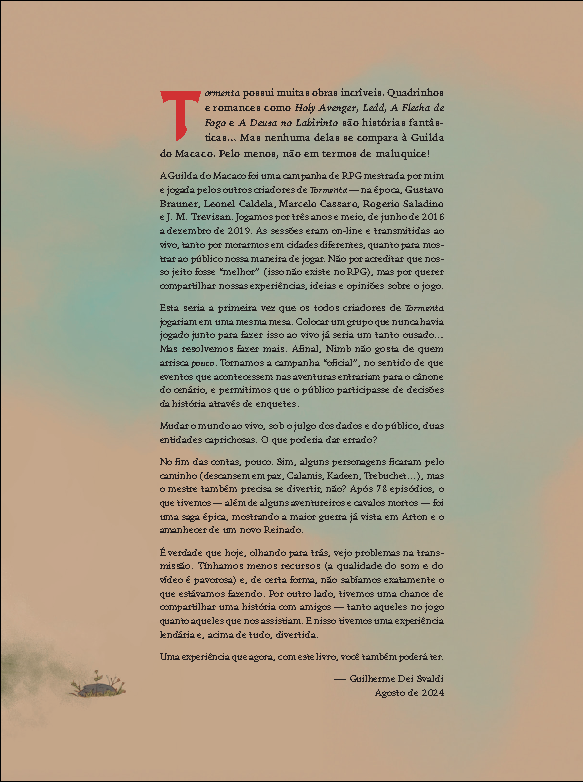 Tormenta possui muitas obras incríveis. Quadrinhos
e romances como Holy Avenger, Ledd, A Flecha de
Fogo e A Deusa no Labirinto são histórias fantás-
ticas... Mas nenhuma delas se compara à Guilda
do Macaco. Pelo menos, não em termos de maluquice!
A Guilda do Macaco foi uma campanha de RPG mestrada por mim
e jogada pelos outros criadores de Tormenta — na época, Gustavo
Brauner, Leonel Caldela, Marcelo Cassaro, Rogerio Saladino
e J. M. Trevisan. Jogamos por três anos e meio, de junho de 2016
a dezembro de 2019. As sessões eram on-line e transmitidas ao
vivo, tanto por morarmos em cidades diferentes, quanto para mos-
trar ao público nossa maneira de jogar. Não por acreditar que nos-
so jeito fosse "melhor" (isso não existe no RPG), mas por querer
compartilhar nossas experiências, ideias e opiniões sobre o jogo.
Esta seria a primeira vez que os todos criadores de Tormenta
jogariam em uma mesma mesa. Colocar um grupo que nunca havia
jogado junto para fazer isso ao vivo já seria um tanto ousado...
Mas resolvemos fazer mais. Afinal, Nimb não gosta de quem
arrisca pouco. Tornamos a campanha "oficial", no sentido de que
eventos que acontecessem nas aventuras entrariam para o cânone
do cenário, e permitimos que o público participasse de decisões
da história através de enquetes.
Mudar o mundo ao vivo, sob o julgo dos dados e do público, duas
entidades caprichosas. O que poderia dar errado?
No fim das contas, pouco. Sim, alguns personagens ficaram pelo
caminho (descansem em paz, Calamis, Kadeen, Trebuchet...), mas
o mestre também precisa se divertir, não? Após 78 episódios, o
que tivemos — além de alguns aventureiros e cavalos mortos — foi
uma saga épica, mostrando a maior guerra já vista em Arton e o
amanhecer de um novo Reinado.
É verdade que hoje, olhando para trás, vejo problemas na trans-
missão. Tínhamos menos recursos (a qualidade do som e do
vídeo é pavorosa) e, de certa forma, não sabíamos exatamente o
que estávamos fazendo. Por outro lado, tivemos uma chance de
compartilhar uma história com amigos — tanto aqueles no jogo
quanto aqueles que nos assistiam. E nisso tivemos uma experiência
lendária e, acima de tudo, divertida.
Uma experiência que agora, com este livro, você também poderá ter.
— Guilherme Dei Svaldi
Agosto de 2024